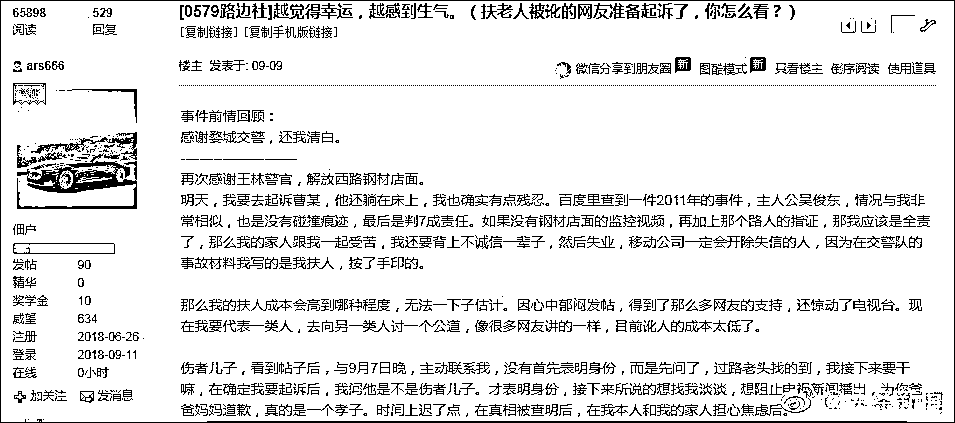 65898 529
阅读 回复
[0579路边社]越觉得幸运，越感到生气。（扶老人被讹的网友准备起诉了，你怎么看？）
[复制链接] [复制手机版链接]
ars666
楼主 发表于: 09-09
微信分享到朋友圈 新 图酷模式 新 只看楼主 倒序阅读 使用道具
事件前情回顾：
感谢婺城交警，还我清白。
再次感谢王林警官，解放西路钢材店面。
明天，我要去起诉曹某，他还躺在床上，我也确实有点残忍。百度里查到一件2011年的事件，主人公吴俊东，情况与我非
常相似，也是没有碰撞痕迹，最后是判7成责任。如果没有钢材店面的监控视频，再加上那个路人的指证，那我应该是全责
了，那么我的家人跟我一起受苦，我还要背上不诚信一辈子，然后失业，移动公司一定会开除失信的人，因为在交警队的
事故材料我写的是我扶人，按了手印的。
那么我的扶人成本会高到哪种程度，无法一下子估计。因心中郁闷发帖，得到了那么多网友的支持，还惊动了电视台。现
在我要代表一类人，去向另一类人讨一个公道，像很多网友讲的一样，目前讹人的成本太低了。
伤者儿子，看到帖子后，与9月7日晚，主动联系我，没有首先表明身份，而是先问了，过路老头找的到，我接下来要干
嘛，在确定我要起诉后，我问他是不是伤者儿子。才表明身份，接下来所说的想找我谈谈，想阻止电视新闻播出，为你爸
爸妈妈道歉，真的是一个孝子。时间上迟了点，在真相被查明后，在我本人和我的家人担心焦虑后。
佣户
发帖 90
精华 0
奖学金 10
威望 634
注册 2018-06-26
登录 2018-09-11
在线 0小时
加关注 发消息